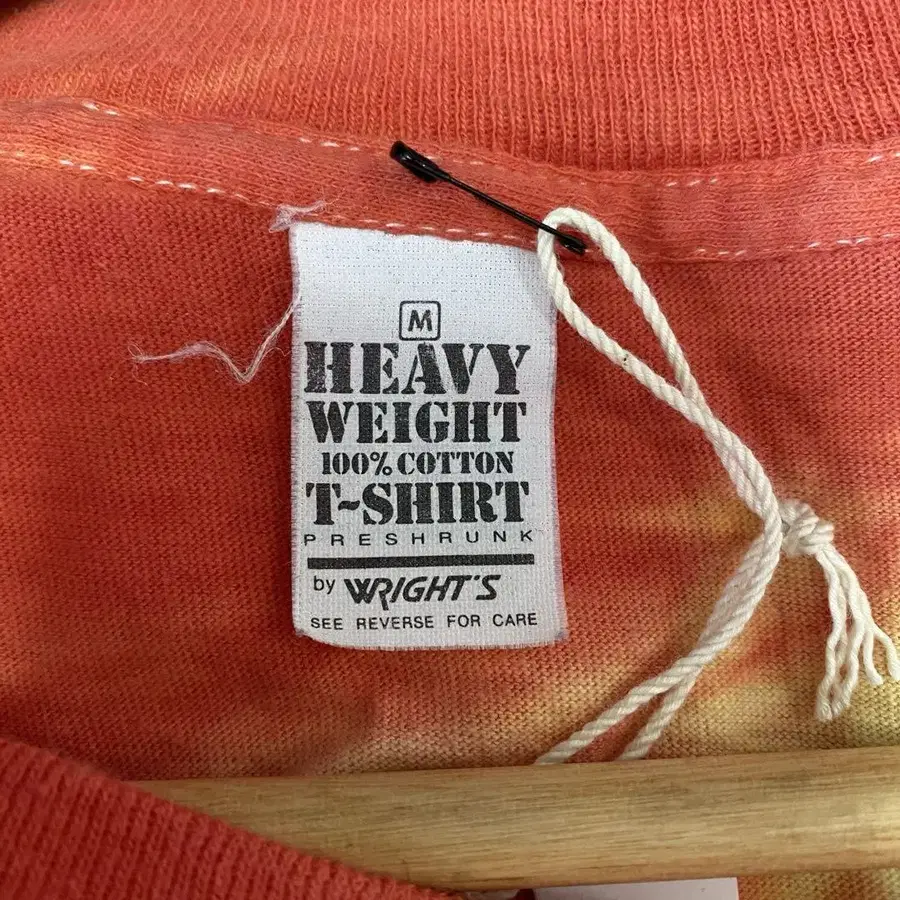 M
HEAVY
WEIGHT
100% COTTON
T-SHIRT
PRESHRUNK
by WRIGHT'S
SEE REVERSE FOR CARE